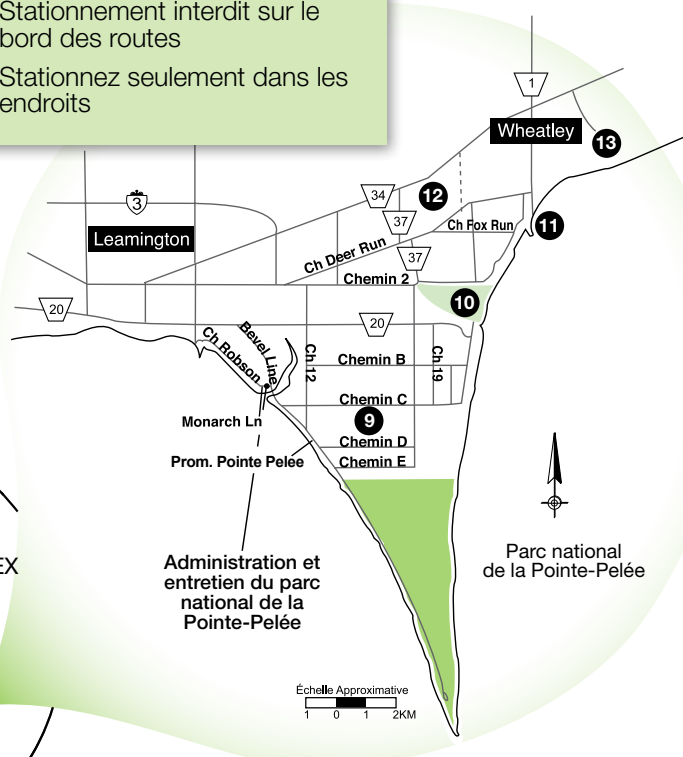 Stationnement interdit sur le
bord des routes
Stationnez seulement dans les
endroits
1
Wheatley
13
34
12
3
37
Ch Fox Run
11
Leamington
Ch Deer Run
37
Chemin 2
10
20
20
Bevel Line
Ch Robson
Ch 12
Chemin B
Ch 19
Chemin C
Monarch Ln
9
Chemin D
Prom. Pointe Pelée
Chemin E
EX
Administration et
entretien du parc
national de la
Pointe-Pelée
Parc national
de la Pointe-Pelée
Échelle Approximative
1 0 1 2KM